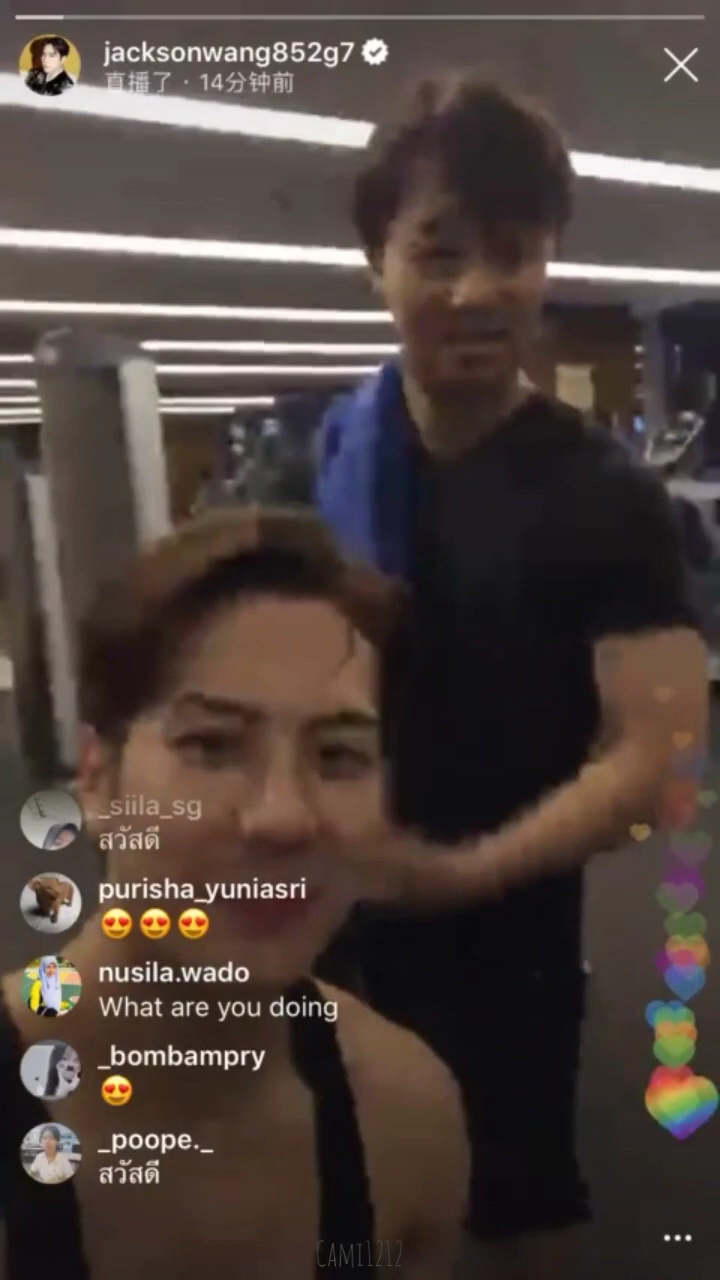 jacksonwang852g7
直播了 · 14分钟前
_siila_sg
สวัสดี
purisha_yuniasri
😍😍😍
nusila.wado
What are you doing
_bombampry
😍
_poope._
สวัสดี
CAMI1212